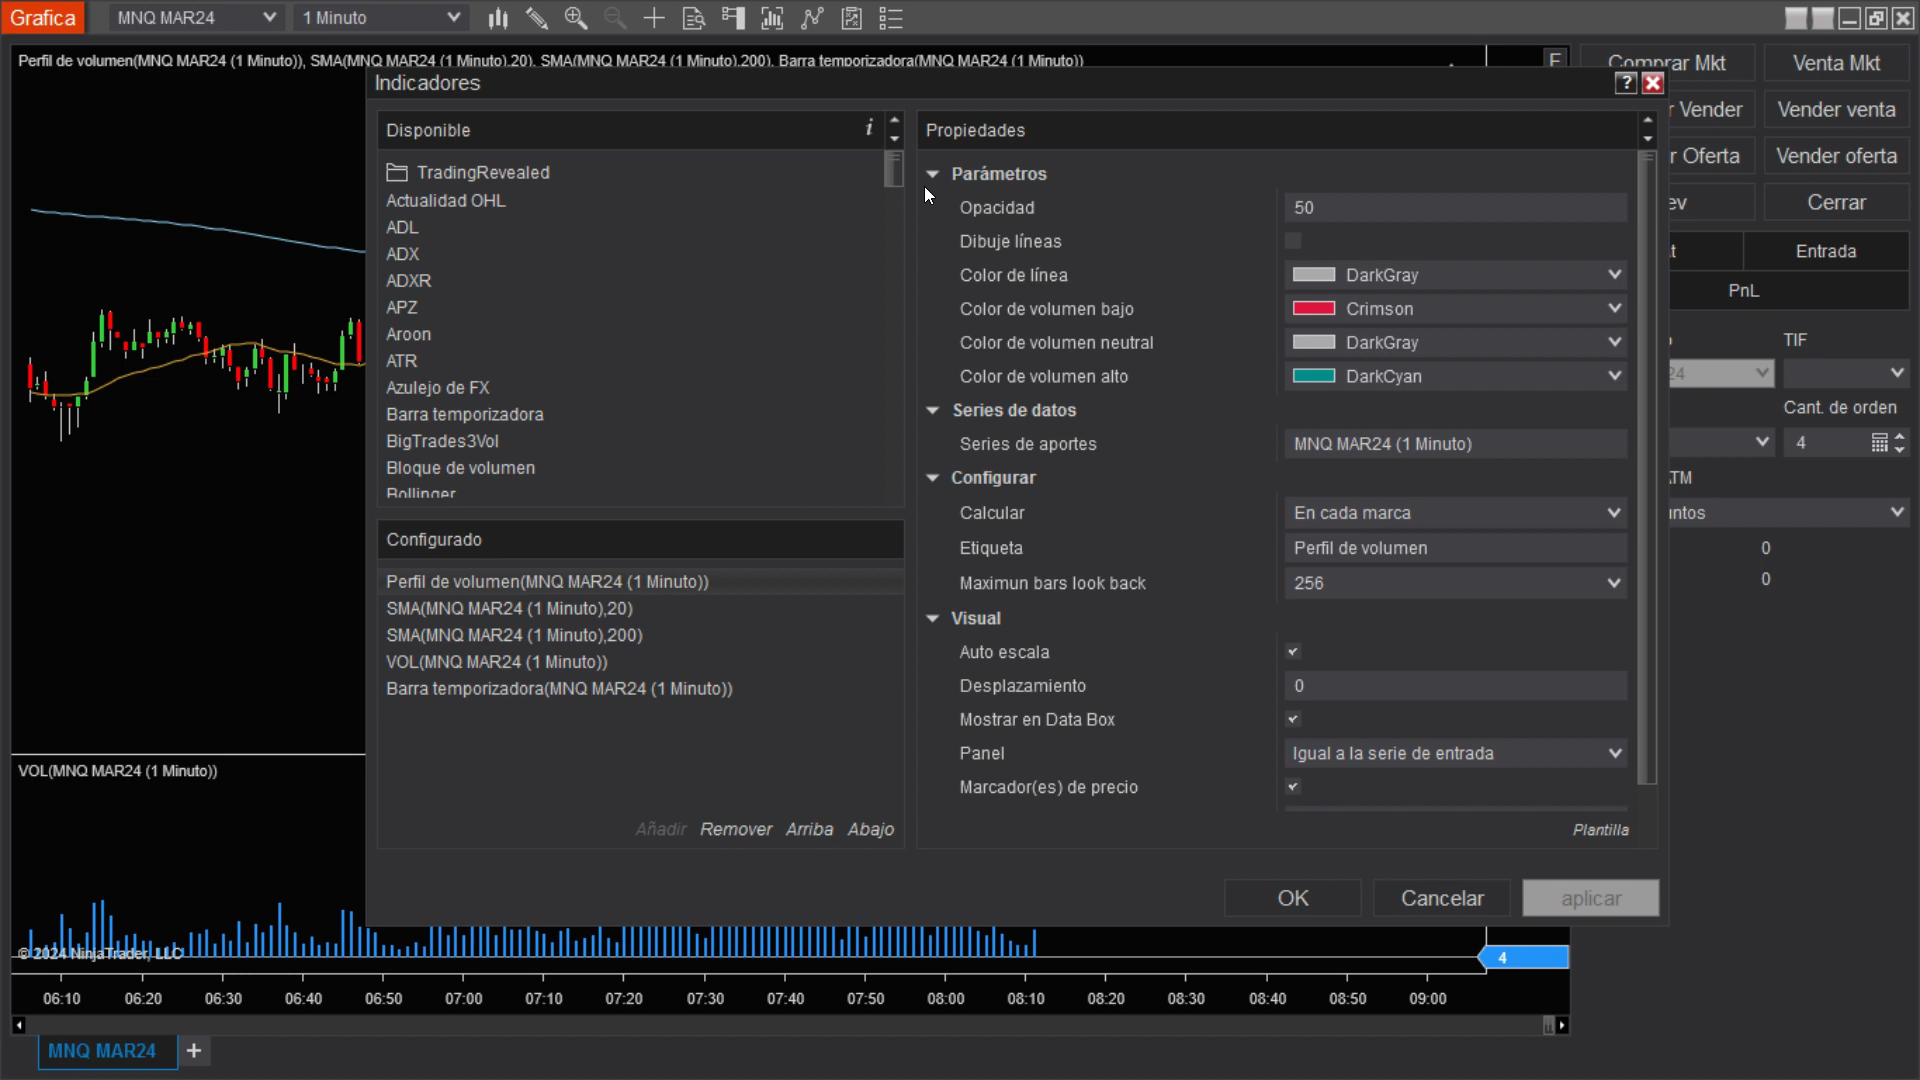 Grafica
MNQ MAR24
1 Minuto
Perfil de volumen(MNQ MAR24 (1 Minuto)), SMA(MNQ MAR24 (1 Minuto),20), SMA(MNQ MAR24 (1 Minuto),200), Barra temporizadora(MNQ MAR24 (1 Minuto))
F
Comprar Mkt
Venta Mkt
Indicadores
?
Disponible
i
Propiedades
r Vender
Vender venta
TradingRevealed
Actualidad OHL
ADL
ADX
ADXR
APZ
Aroon
ATR
Azulejo de FX
Barra temporizadora
BigTrades3Vol
Bloque de volumen
Bollinger
Parámetros
Opacidad
50
Dibuje líneas
Color de línea
DarkGray
Color de volumen bajo
Crimson
Color de volumen neutral
DarkGray
Color de volumen alto
DarkCyan
Series de datos
Series de aportes
MNQ MAR24 (1 Minuto)
Configurar
Calcular
En cada marca
Etiqueta
Perfil de volumen
Maximun bars look back
256
Visual
Auto escala
Desplazamiento
0
Mostrar en Data Box
Panel
Igual a la serie de entrada
Marcador(es) de precio
Plantilla
r Oferta
Vender oferta
ev
Cerrar
t
Entrada
PnL
TIF
24
Cant. de orden
4
ATM
ntos
0
0
Configurado
Perfil de volumen(MNQ MAR24 (1 Minuto))
SMA(MNQ MAR24 (1 Minuto),20)
SMA(MNQ MAR24 (1 Minuto),200)
VOL(MNQ MAR24 (1 Minuto))
Barra temporizadora(MNQ MAR24 (1 Minuto))
Añadir Remover Arriba Abajo
OK
Cancelar
aplicar
VOL(MNQ MAR24 (1 Minuto))
© 2024 NinjaTrader, LLC
4
06:10 06:20 06:30 06:40 06:50 07:00 07:10 07:20 07:30 07:40 07:50 08:00 08:10 08:20 08:30 08:40 08:50 09:00
MNQ MAR24
+